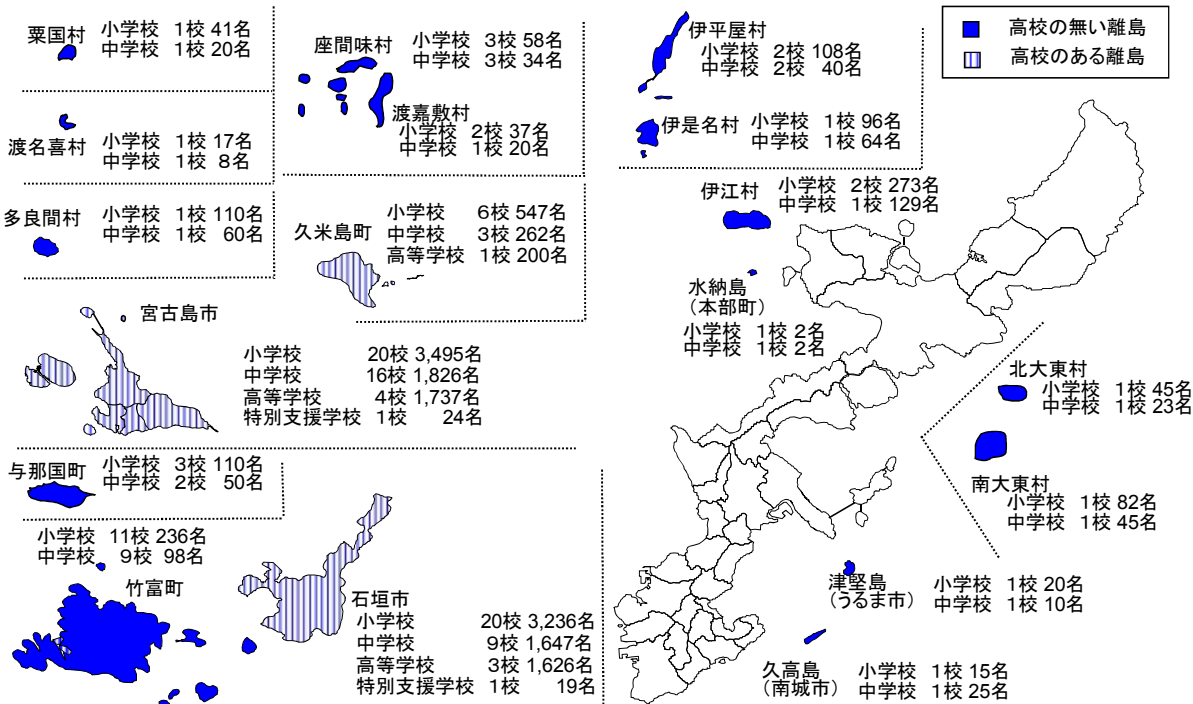 粟国村
小学校 1校 41名
中学校 1校 20名
渡名喜村
小学校 1校 17名
中学校 1校 8名
多良間村
小学校 1校 110名
中学校 1校 60名
座間味村
小学校 3校 58名
中学校 3校 34名
渡嘉敷村
小学校 2校 37名
中学校 1校 20名
久米島町
小学校 6校 547名
中学校 3校 262名
高等学校 1校 200名
宮古島市
小学校 20校 3,495名
中学校 16校 1,826名
高等学校 4校 1,737名
特別支援学校 1校 24名
与那国町
小学校 3校 110名
中学校 2校 50名
小学校 11校 236名
中学校 9校 98名
竹富町
石垣市
小学校 20校 3,236名
中学校 9校 1,647名
高等学校 3校 1,626名
特別支援学校 1校 19名
伊平屋村
小学校 2校 108名
中学校 2校 40名
伊是名村
小学校 1校 96名
中学校 1校 64名
高校の無い離島
高校のある離島
伊江村
小学校 2校 273名
中学校 1校 129名
水納島
(本部町)
小学校 1校 2名
中学校 1校 2名
北大東村
小学校 1校 45名
中学校 1校 23名
南大東村
小学校 1校 82名
中学校 1校 45名
津堅島
(うるま市)
小学校 1校 20名
中学校 1校 10名
久高島
(南城市)
小学校 1校 15名
中学校 1校 25名